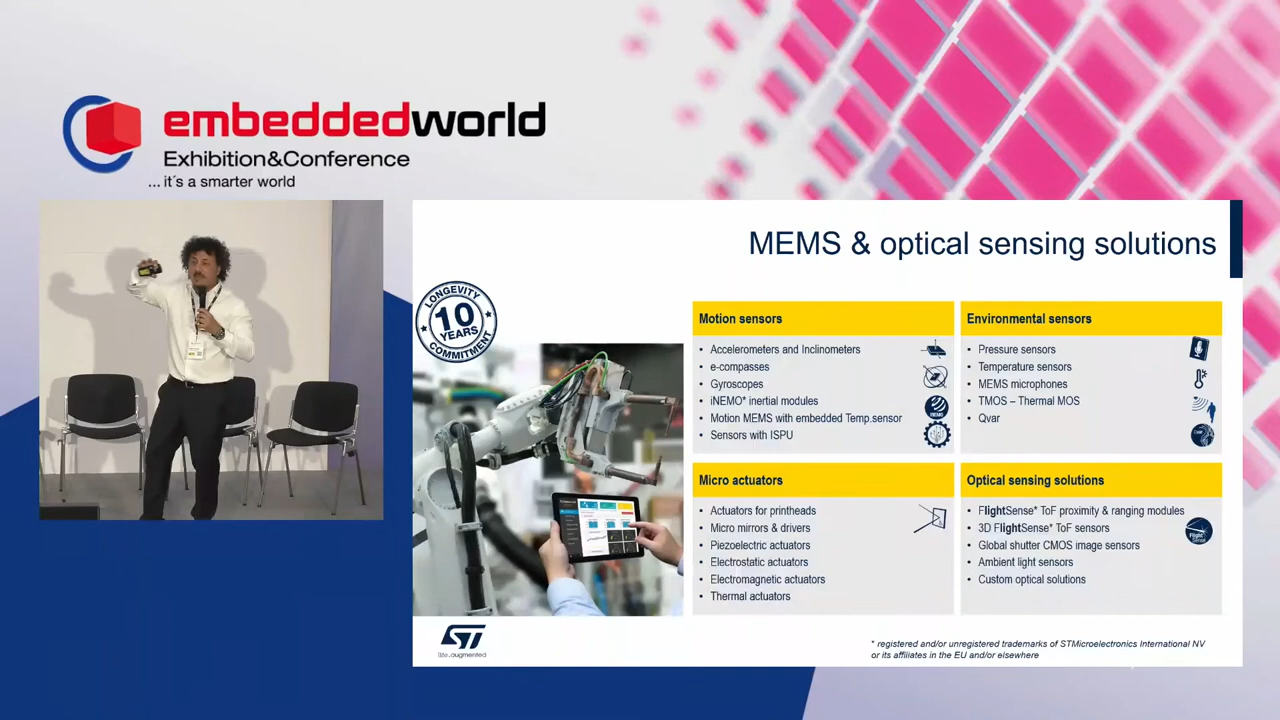 embeddedworld
Exhibition&Conference
... it´s a smarter world
MEMS & optical sensing solutions
LONGEVITY
10
YEARS
COMMITMENT
Motion sensors
• Accelerometers and Inclinometers
• e-compasses
• Gyroscopes
• iNEMO* inertial modules
• Motion MEMS with embedded Temp.sensor
• Sensors with ISPU
Environmental sensors
• Pressure sensors
• Temperature sensors
• MEMS microphones
• TMOS – Thermal MOS
• Qvar
Micro actuators
• Actuators for printheads
• Micro mirrors & drivers
• Piezoelectric actuators
• Electrostatic actuators
• Electromagnetic actuators
• Thermal actuators
Optical sensing solutions
• FlightSense* ToF proximity & ranging modules
• 3D FlightSense* ToF sensors
• Global shutter CMOS image sensors
• Ambient light sensors
• Custom optical solutions
Flight
Sense
ST
life.augmented
* registered and/or unregistered trademarks of STMicroelectronics International NV
or its affiliates in the EU and/or elsewhere